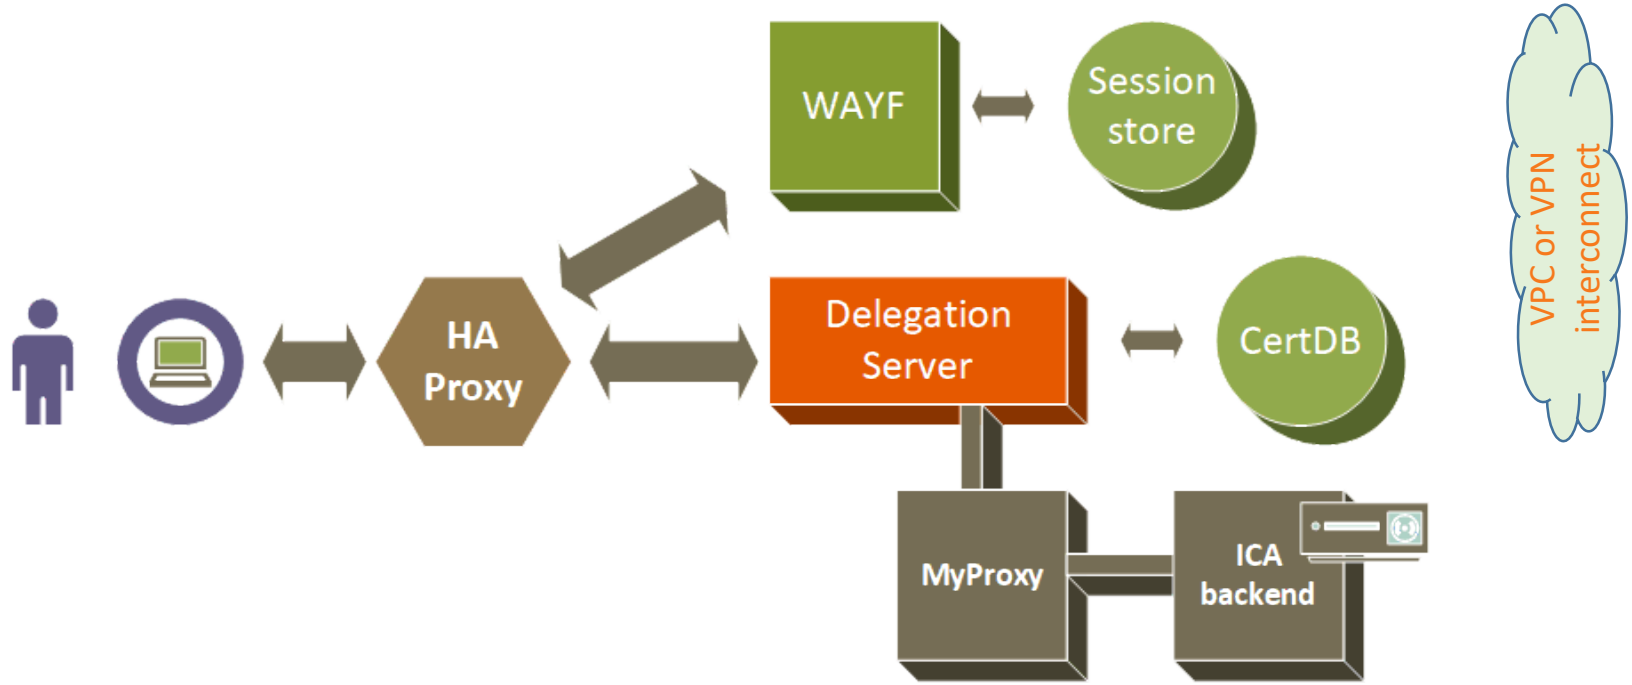 WAYF
Session
store
HA
Proxy
Delegation
Server
CertDB
MyProxy
ICA
backend
VPC or VPN
interconnect